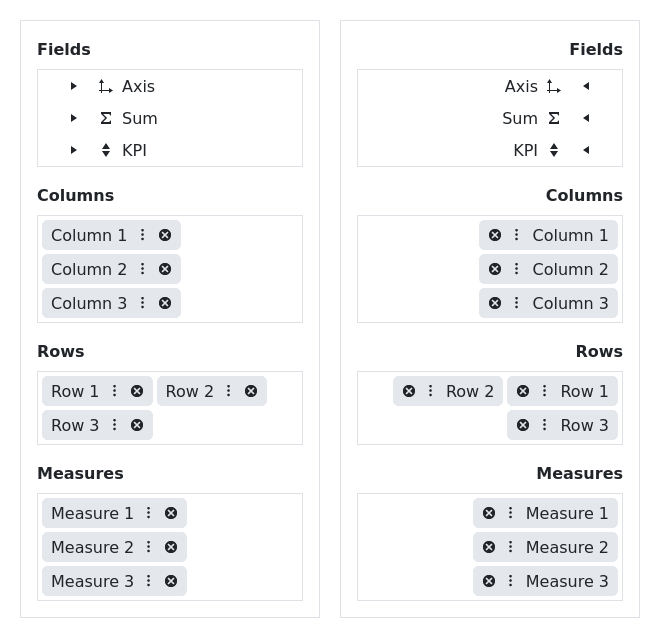 Fields
Axis
Sum
KPI
Columns
Column 1
Column 2
Column 3
Rows
Row 1 Row 2
Row 3
Measures
Measure 1
Measure 2
Measure 3
Fields
Axis
Sum
KPI
Columns
Column 1
Column 2
Column 3
Rows
Row 2 Row 1
Row 3
Measures
Measure 1
Measure 2
Measure 3